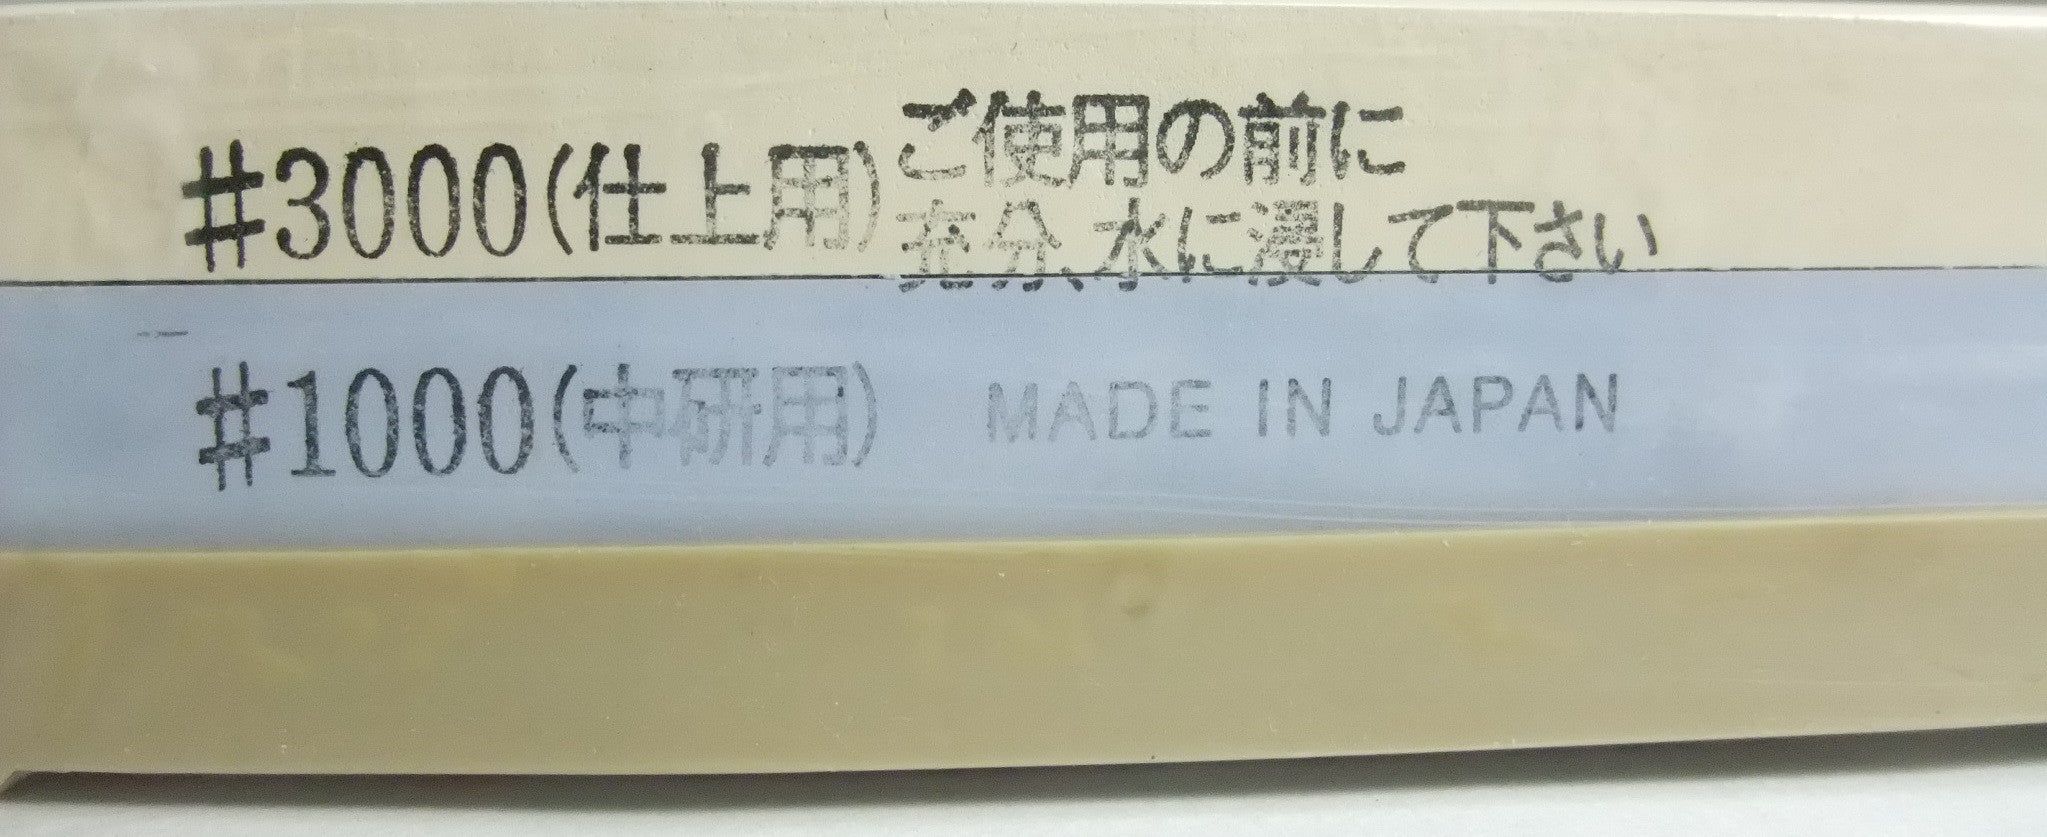 #3000(仕上用)
ご使用の前に
充分、水に浸して下さい
#1000(中研用)
MADE IN JAPAN